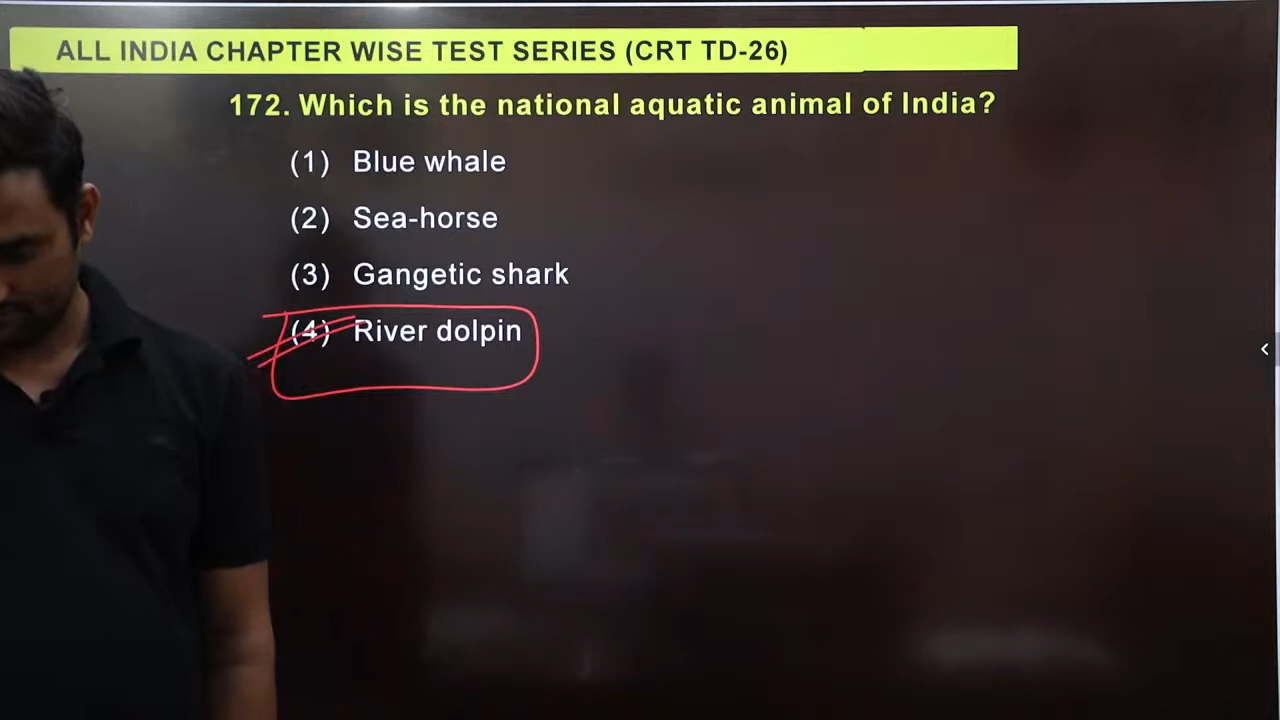 ALL INDIA CHAPTER WISE TEST SERIES (CRT TD-26)
172. Which is the national aquatic animal of India?
(1) Blue whale
(2) Sea-horse
(3) Gangetic shark
(4) River dolpin